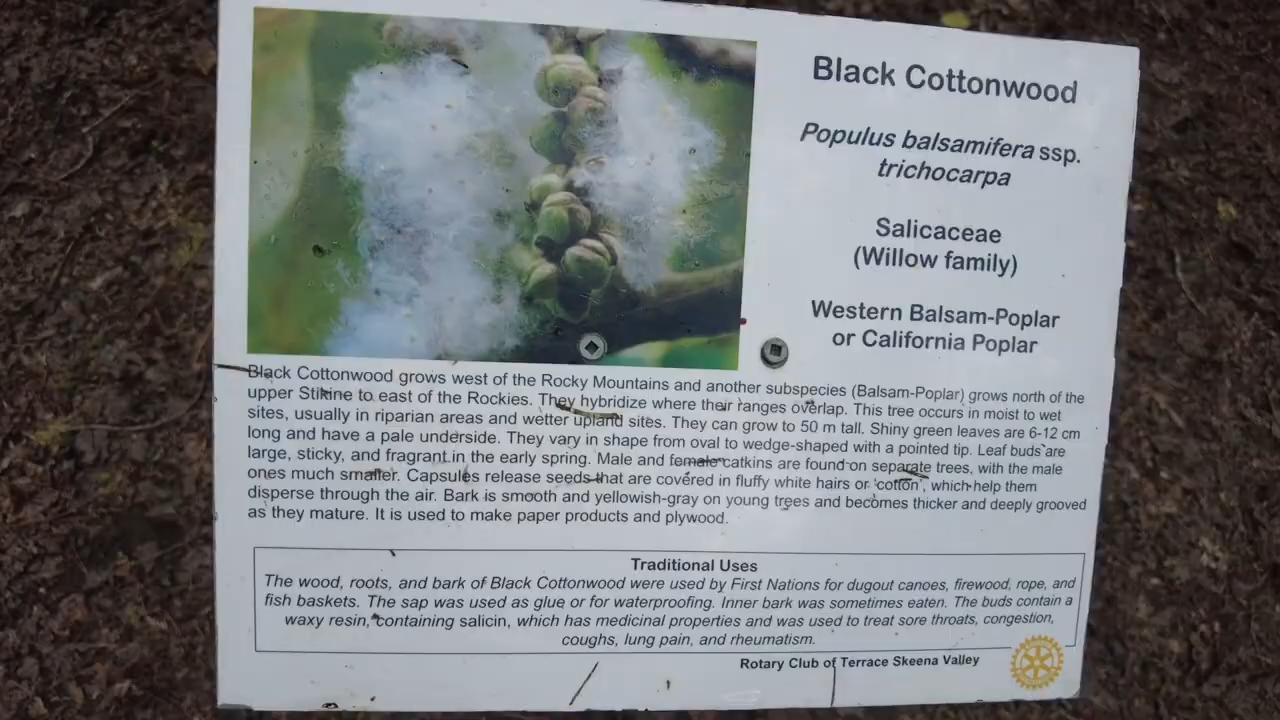 Black Cottonwood
Populus balsamifera ssp.
trichocarpa
Salicaceae
(Willow family)
Western Balsam-Poplar
or California Poplar
Black Cottonwood grows west of the Rocky Mountains and another subspecies (Balsam-Poplar) grows north of the
upper Stikine to east of the Rockies. They hybridize where their ranges overlap. This tree occurs in moist to wet
sites, usually in riparian areas and wetter upland sites. They can grow to 50 m tall. Shiny green leaves are 6-12 cm
long and have a pale underside. They vary in shape from oval to wedge-shaped with a pointed tip. Leaf buds are
large, sticky, and fragrant in the early spring. Male and female catkins are found on separate trees, with the male
ones much smaller. Capsules release seeds that are covered in fluffy white hairs or 'cotton', which help them
disperse through the air. Bark is smooth and yellowish-gray on young trees and becomes thicker and deeply grooved
as they mature. It is used to make paper products and plywood.
Traditional Uses
The wood, roots, and bark of Black Cottonwood were used by First Nations for dugout canoes, firewood, rope, and
fish baskets. The sap was used as glue or for waterproofing. Inner bark was sometimes eaten. The buds contain a
waxy resin, containing salicin, which has medicinal properties and was used to treat sore throats, congestion,
coughs, lung pain, and rheumatism.
Rotary Club of Terrace Skeena Valley